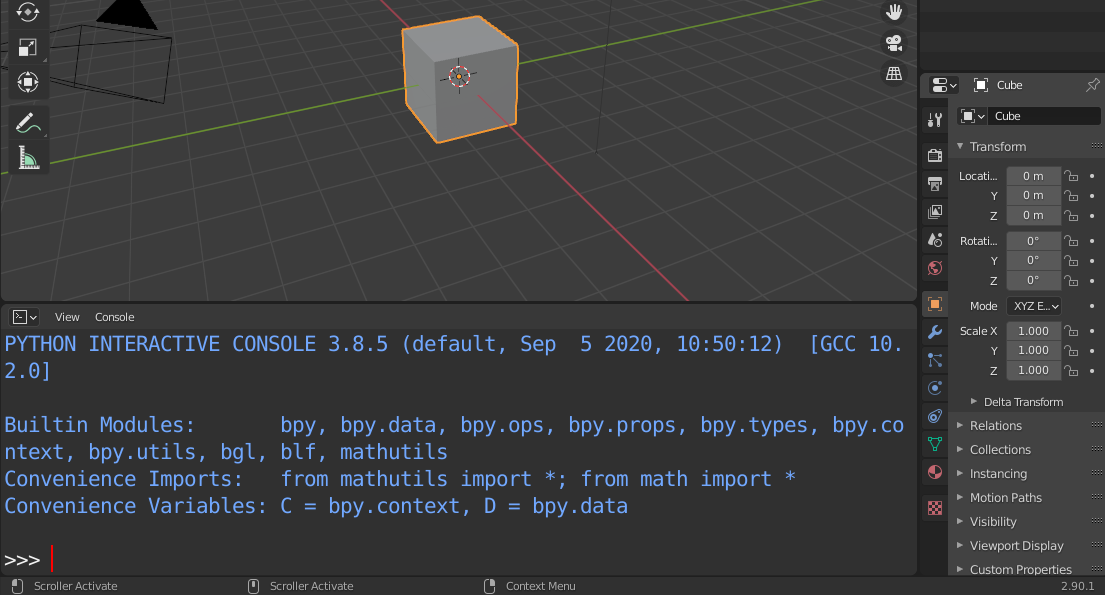 Cube
Cube
Transform
Locati... 0 m
Y 0 m
Z 0 m
Rotati... 0°
Y 0°
Z 0°
Mode XYZ E...
Scale X 1.000
Y 1.000
Z 1.000
Delta Transform
Relations
Collections
Instancing
Motion Paths
Visibility
Viewport Display
Custom Properties
View Console
PYTHON INTERACTIVE CONSOLE 3.8.5 (default, Sep  5 2020, 10:50:12)  [GCC 10.
2.0]
Builtin Modules:       bpy, bpy.data, bpy.ops, bpy.props, bpy.types, bpy.co
ntext, bpy.utils, bgl, blf, mathutils
Convenience Imports:   from mathutils import *; from math import *
Convenience Variables: C = bpy.context, D = bpy.data
>>>
Scroller Activate Scroller Activate Context Menu 2.90.1